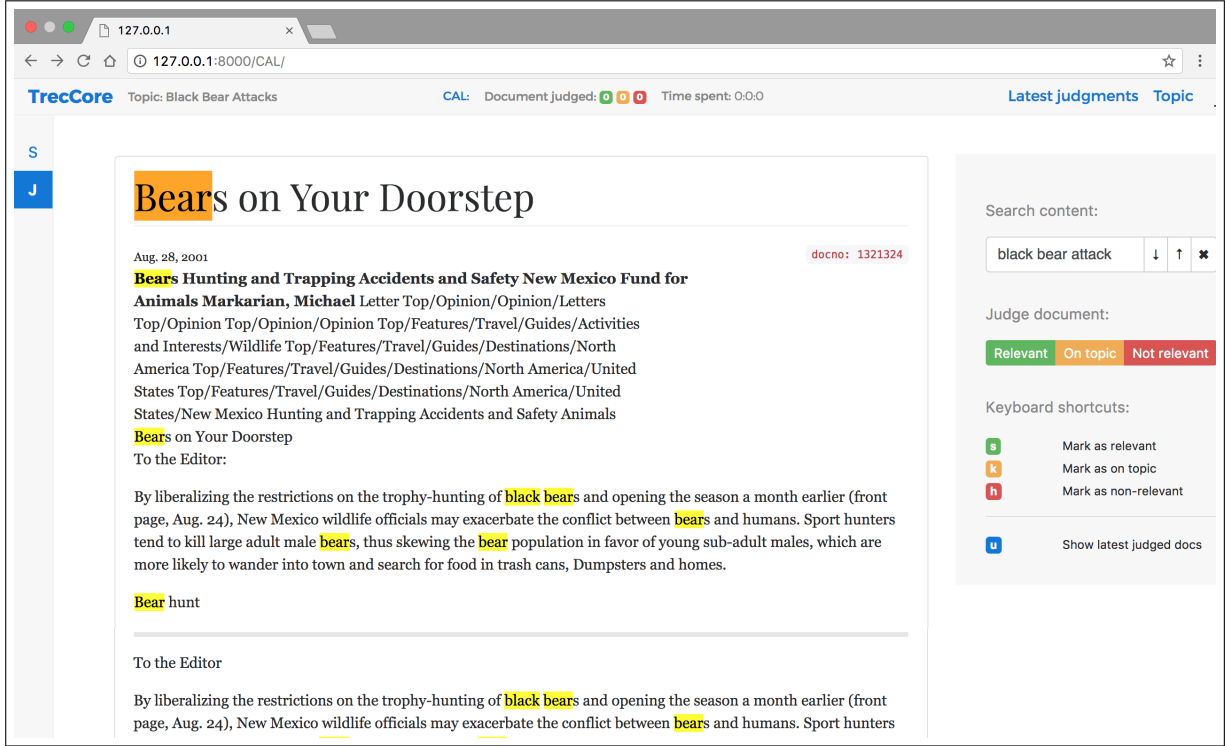 127.0.0.1 ×
127.0.0.1:8000/CAL/
TrecCore Topic: Black Bear Attacks CAL: Document judged: 0 0 0 Time spent: 0:0:0 Latest judgments Topic
S
J
Bears on Your Doorstep
Aug. 28, 2001 docno: 1321324
Bears Hunting and Trapping Accidents and Safety New Mexico Fund for
Animals Markarian, Michael Letter Top/Opinion/Opinion/Letters
Top/Opinion Top/Opinion/Opinion Top/Features/Travel/Guides/Activities
and Interests/Wildlife Top/Features/Travel/Guides/Destinations/North
America Top/Features/Travel/Guides/Destinations/North America/United
States Top/Features/Travel/Guides/Destinations/North America/United
States/New Mexico Hunting and Trapping Accidents and Safety Animals
Bears on Your Doorstep
To the Editor:
By liberalizing the restrictions on the trophy-hunting of black bears and opening the season a month earlier (front
page, Aug. 24), New Mexico wildlife officials may exacerbate the conflict between bears and humans. Sport hunters
tend to kill large adult male bears, thus skewing the bear population in favor of young sub-adult males, which are
more likely to wander into town and search for food in trash cans, Dumpsters and homes.
Bear hunt
To the Editor
By liberalizing the restrictions on the trophy-hunting of black bears and opening the season a month earlier (front
page, Aug. 24), New Mexico wildlife officials may exacerbate the conflict between bears and humans. Sport hunters
Search content:
black bear attack ↓ ↑ ✖
Judge document:
Relevant On topic Not relevant
Keyboard shortcuts:
s Mark as relevant
k Mark as on topic
h Mark as non-relevant
u Show latest judged docs